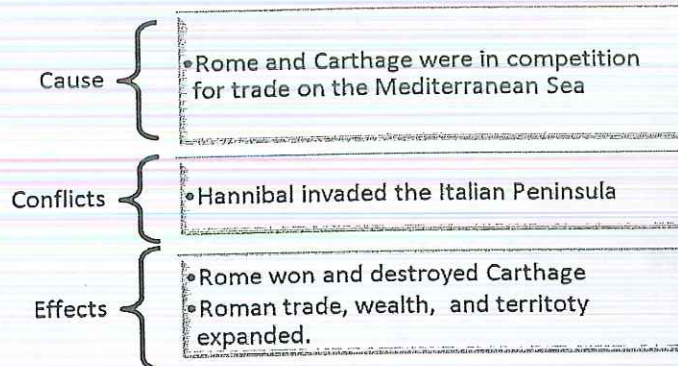 Cause
•Rome and Carthage were in competition
for trade on the Mediterranean Sea
Conflicts
•Hannibal invaded the Italian Peninsula
Effects
•Rome won and destroyed Carthage
•Roman trade, wealth, and territoty
expanded.